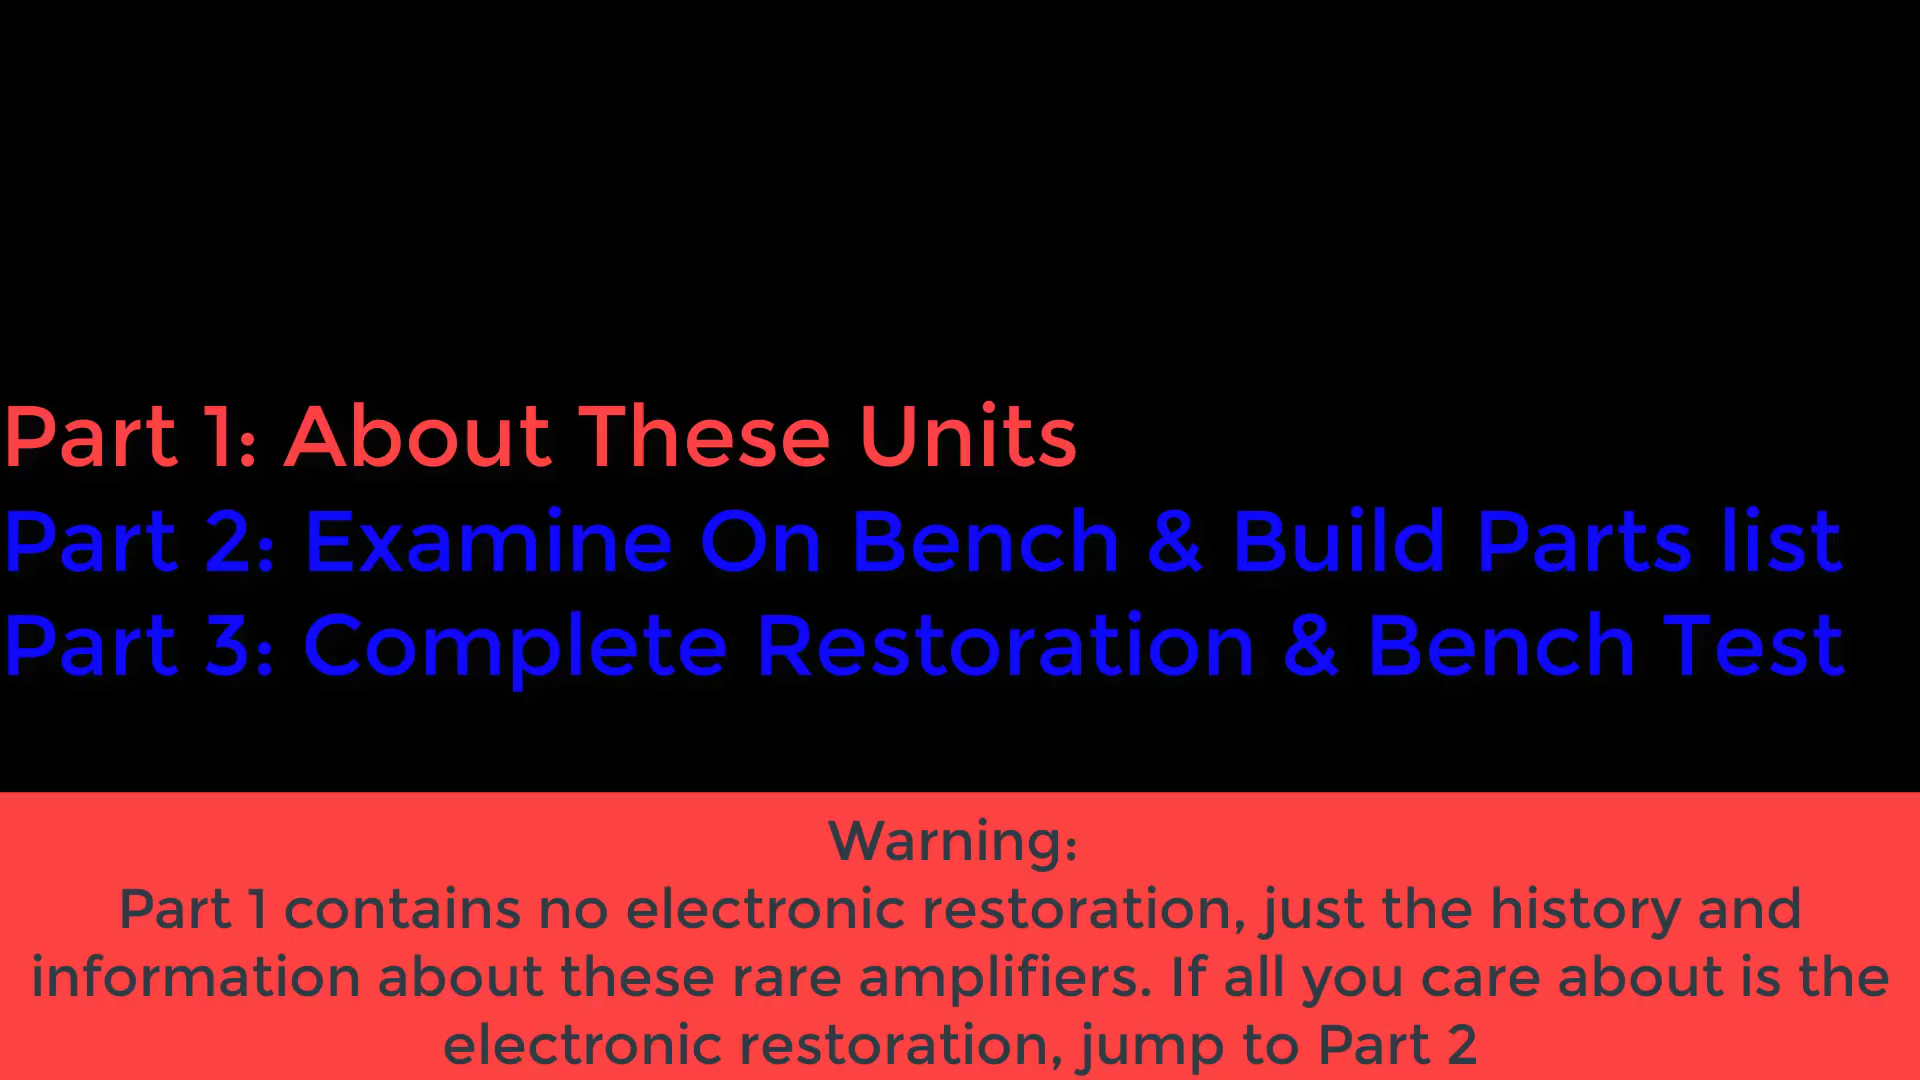 Part 1: About These Units
Part 2: Examine On Bench & Build Parts list
Part 3: Complete Restoration & Bench Test
Warning:
Part 1 contains no electronic restoration, just the history and
information about these rare amplifiers. If all you care about is the
electronic restoration, jump to Part 2